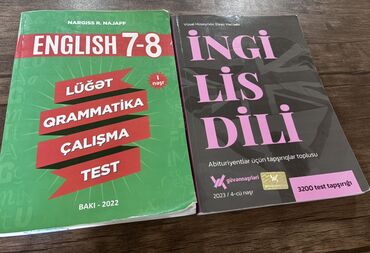 NARGISS R. NAJAFF
ENGLISH 7-8
I
nəşr
LÜĞƏT
QRAMMATİKA
ÇALIŞMA
TEST
BAKI - 2022
İNGİ
LİS
DİLİ
Abituriyentlər üçün tapşırıqlar toplusu
güvənnəşrləri
2023 / 4-cü nəşr
3200 test tapşırığı